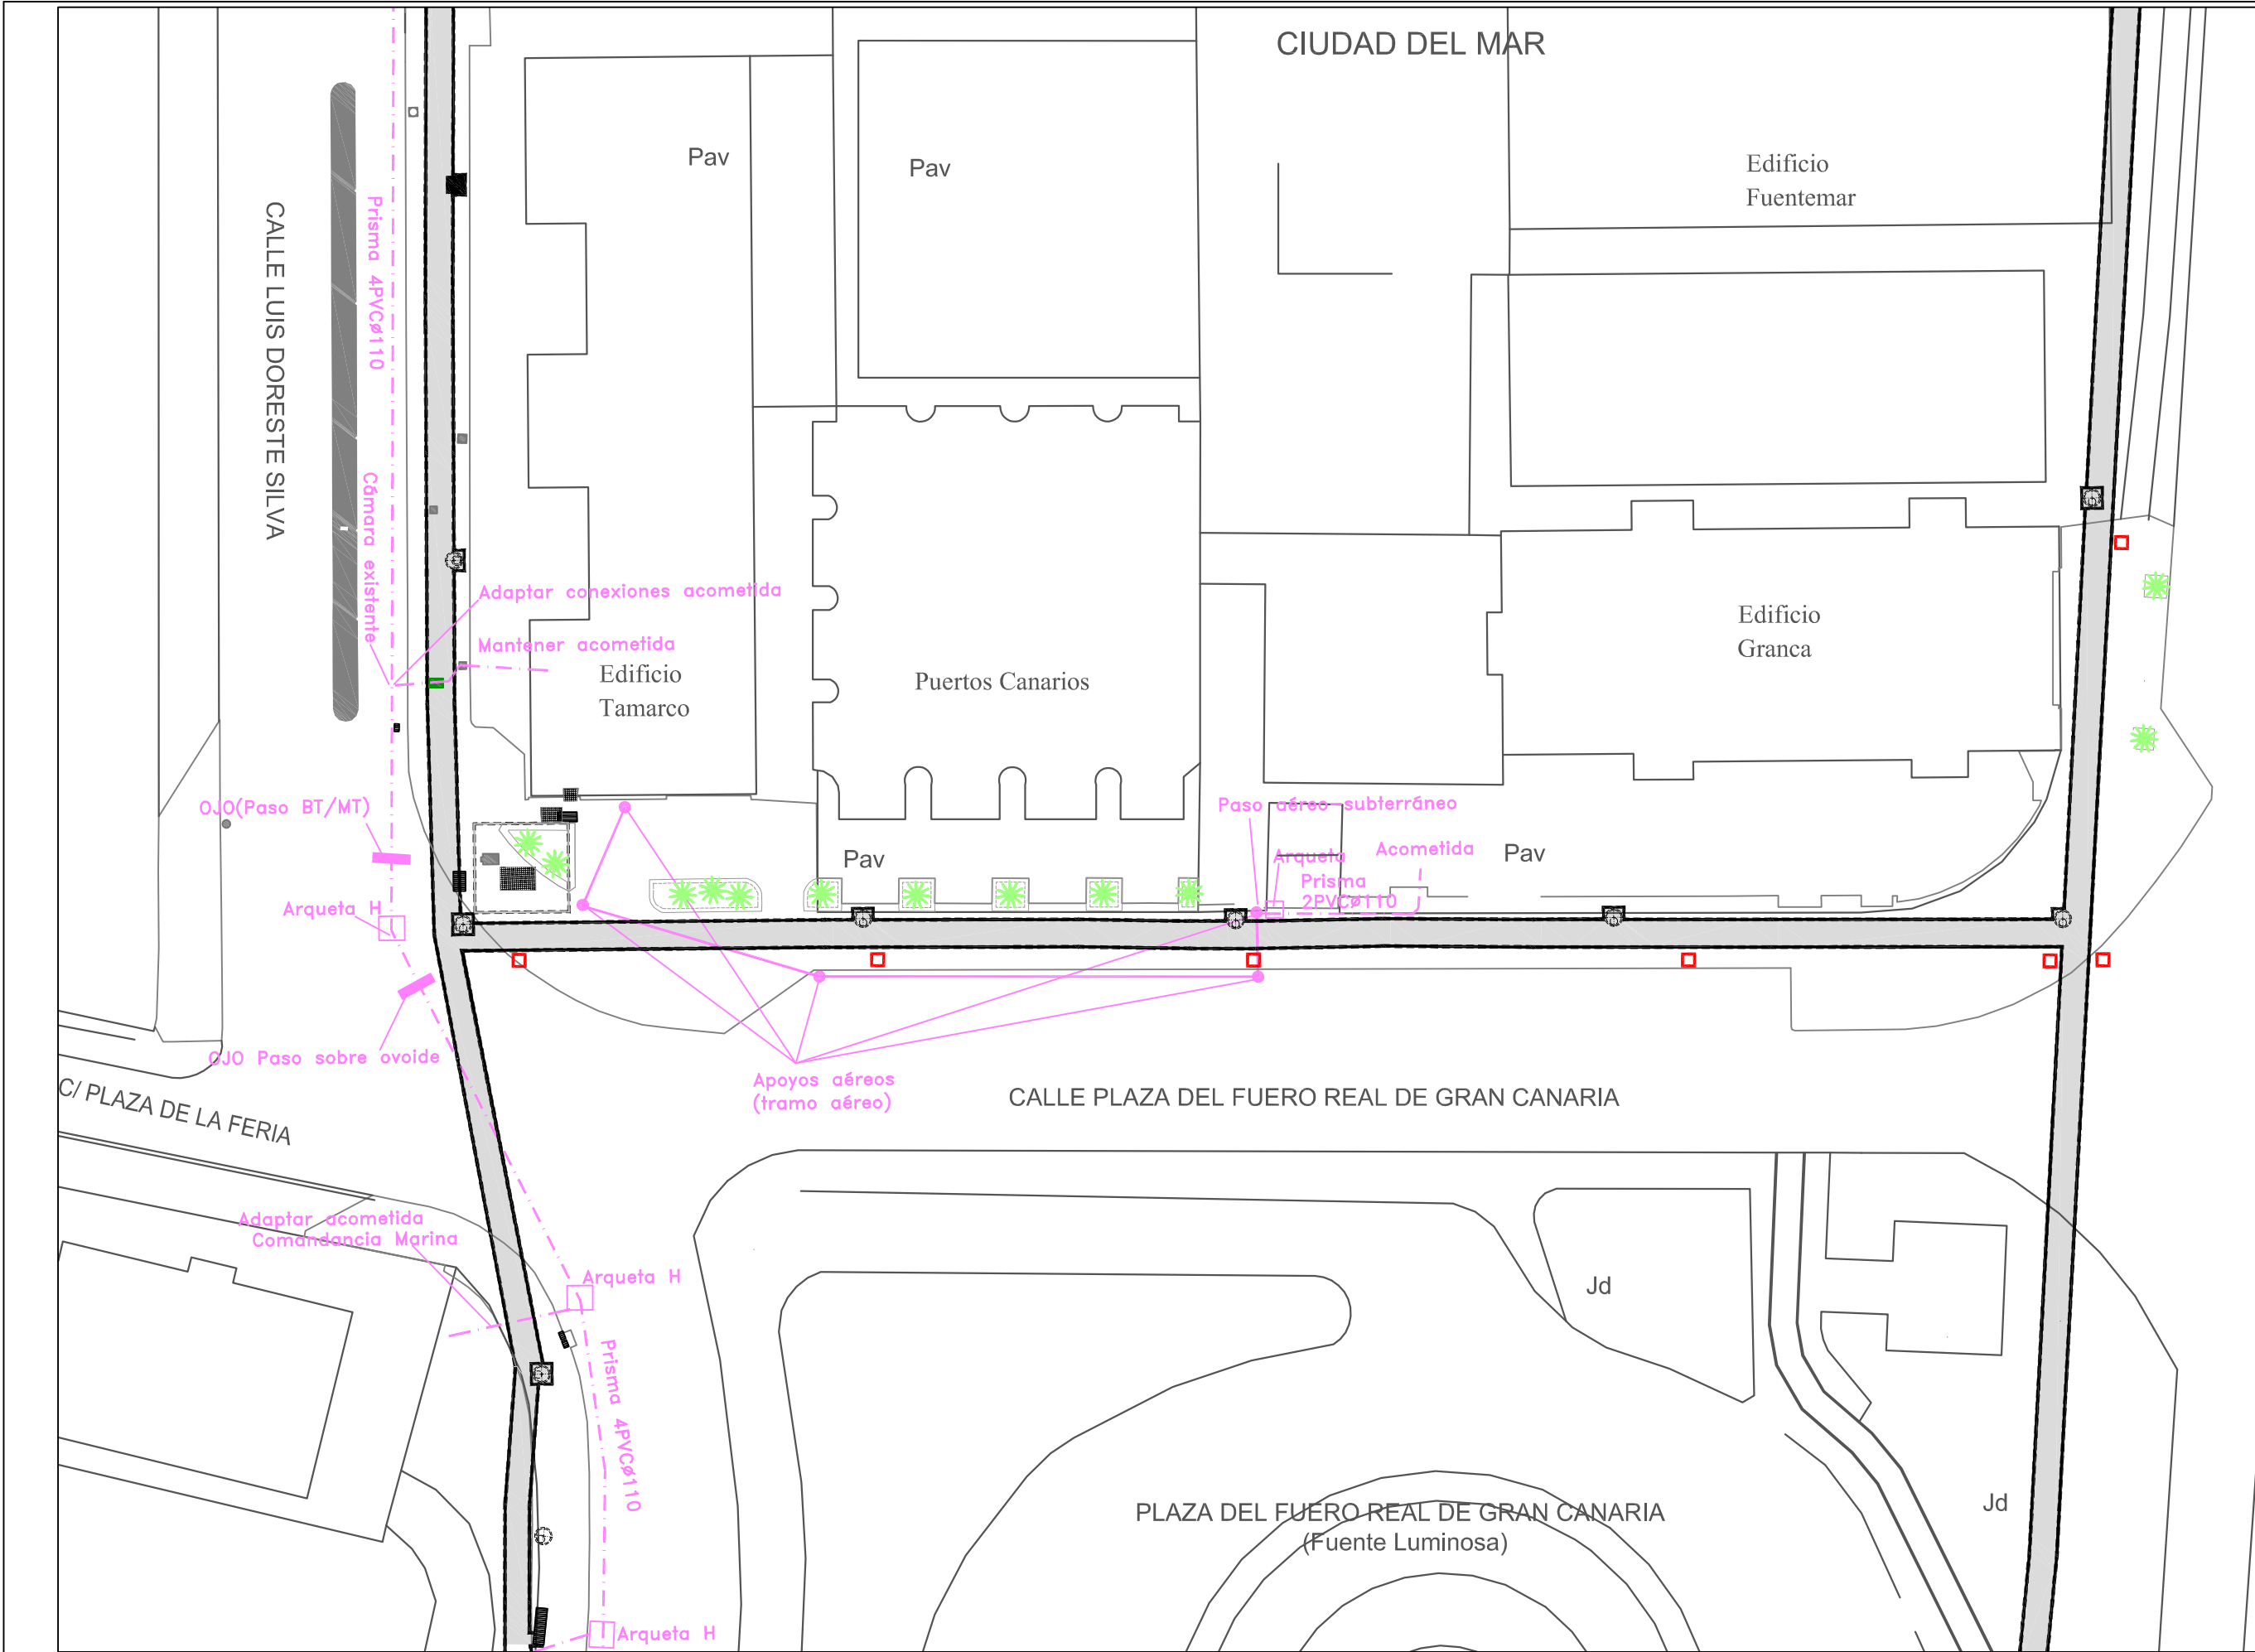 CIUDAD DEL MAR
Pav
Pav
Edificio
Fuentemar
CALLE LUIS DORESTE SILVA
Prisma 4PVCø110
Cámara existente
Adaptar conexiones acometida
Mantener acometida
Edificio
Tamarco
Puertos Canarios
Edificio
Granca
OJO(Paso BT/MT)
Paso aéreo-subterráneo
Pav
Arqueta
Acometida
Pav
Prisma
2PVCø110
Arqueta H
OJO Paso sobre ovoide
Apoyos aéreos
(tramo aéreo)
C/ PLAZA DE LA FERIA
CALLE PLAZA DEL FUERO REAL DE GRAN CANARIA
Adaptar acometida
Comandancia Marina
Arqueta H
Jd
Prisma 4PVCø110
PLAZA DEL FUERO REAL DE GRAN CANARIA
(Fuente Luminosa)
Jd
Arqueta H